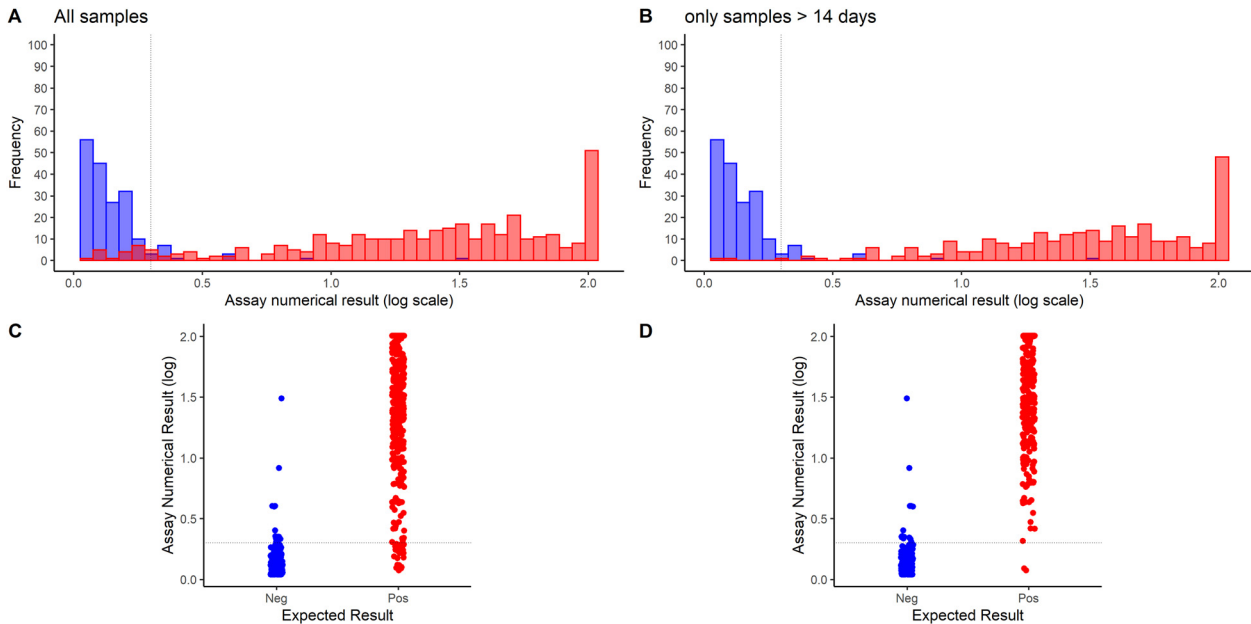 A All samples
100
90
80
70
60
50
40
30
20
10
0
Frequency
0.0 0.5 1.0 1.5 2.0
Assay numerical result (log scale)
B only samples > 14 days
100
90
80
70
60
50
40
30
20
10
0
Frequency
0.0 0.5 1.0 1.5 2.0
Assay numerical result (log scale)
C
2.0
1.5
1.0
0.5
0.0
Assay Numerical Result (log)
Neg Pos
Expected Result
D
2.0
1.5
1.0
0.5
0.0
Assay Numerical Result (log)
Neg Pos
Expected Result